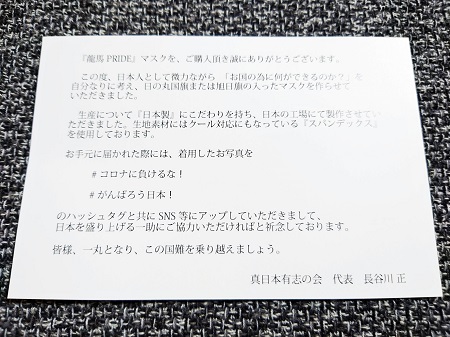 『龍馬 PRIDE』マスクを、ご購入頂き誠にありがとうございます。
この度、日本人として微力ながら 「お国の為に何ができるのか？」を
自分なりに考え、日の丸国旗または旭日旗の入ったマスクを作らせて
いただきました。
生産について『日本製』にこだわりを持ち、日本の工場にて製作させてい
ただきました。生地素材にはクール対応にもなっている『スパンデックス』
を使用しております。
お手元に届かれた際には、着用したお写真を
# コロナに負けるな！
# がんばろう日本！
のハッシュタグと共に SNS 等にアップしていただきまして、
日本を盛り上げる一助にご協力いただければと祈念しております。
皆様、一丸となり、この国難を乗り越えましょう。
真日本有志の会 代表 長谷川 正